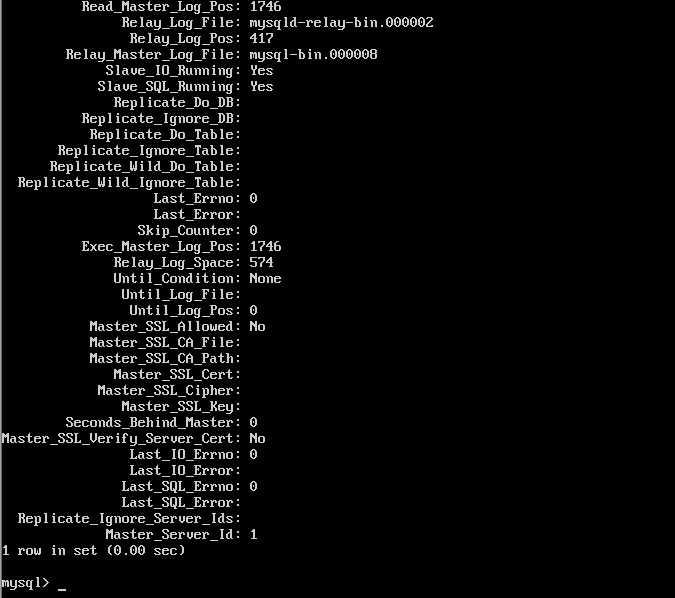 Read_Master_Log_Pos: 1746
Relay_Log_File: mysqld-relay-bin.000002
Relay_Log_Pos: 417
Relay_Master_Log_File: mysql-bin.000008
Slave_IO_Running: Yes
Slave_SQL_Running: Yes
Replicate_Do_DB:
Replicate_Ignore_DB:
Replicate_Do_Table:
Replicate_Ignore_Table:
Replicate_Wild_Do_Table:
Replicate_Wild_Ignore_Table:
Last_Errno: 0
Last_Error:
Skip_Counter: 0
Exec_Master_Log_Pos: 1746
Relay_Log_Space: 574
Until_Condition: None
Until_Log_File:
Until_Log_Pos: 0
Master_SSL_Allowed: No
Master_SSL_CA_File:
Master_SSL_CA_Path:
Master_SSL_Cert:
Master_SSL_Cipher:
Master_SSL_Key:
Seconds_Behind_Master: 0
Master_SSL_Verify_Server_Cert: No
Last_IO_Errno: 0
Last_IO_Error:
Last_SQL_Errno: 0
Last_SQL_Error:
Replicate_Ignore_Server_Ids:
Master_Server_Id: 1
1 row in set (0.00 sec)
mysql> _